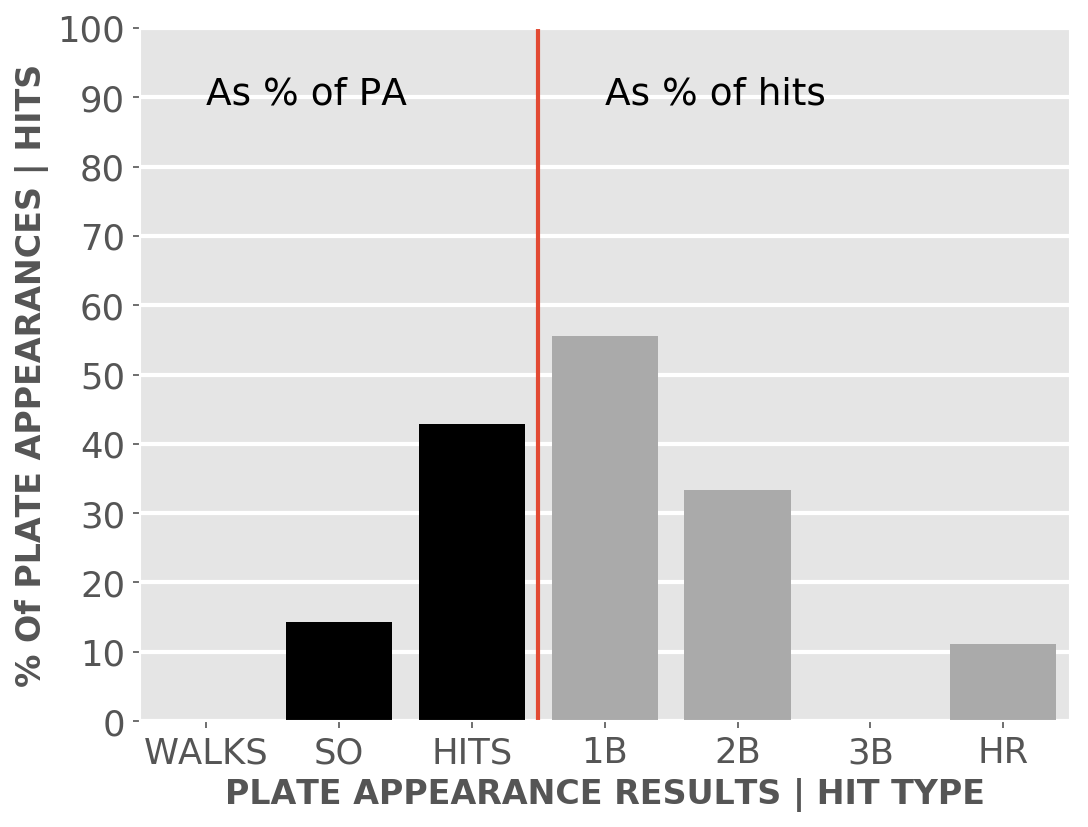 % Of PLATE APPEARANCES | HITS
100
90
80
70
60
50
40
30
20
10
0
As % of PA
As % of hits
WALKS SO HITS 1B 2B 3B HR
PLATE APPEARANCE RESULTS | HIT TYPE